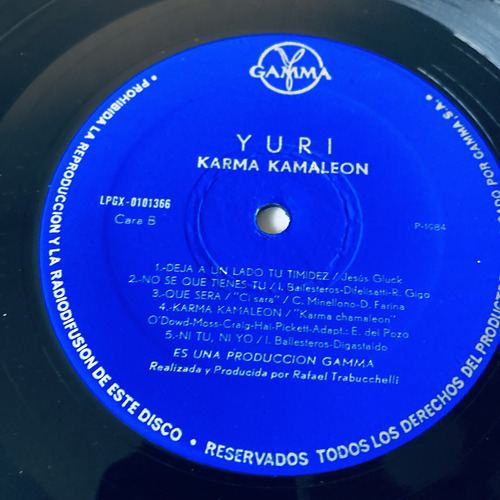 GAMMA
YURI
KARMA KAMALEON
LPGX-0101366
Cara B
P-1984
1.-DEJA A UN LADO TU TIMIDEZ / Jesús Gluck
2.-NO SE QUE TIENES TU / I. Ballesteros-Difelisatti-R. Gigo
3.-QUE SERA / "Ci sara" / C. Minellono-D. Farina
4.-KARMA KAMALEON / "Karma chamaleon"
O'Dowd-Moss-Craig-Hai-Pickett-Adapt.: E. del Pozo
5.-NI TU, NI YO / I. Ballesteros-Digastaldo
ES UNA PRODUCCION GAMMA
Realizada y Producida por Rafael Trabucchelli
• PROHIBIDA LA REPRODUCCION Y LA RADIODIFUSION DE ESTE DISCO • RESERVADOS TODOS LOS DERECHOS DEL PRODUC POR GAMMA, S.A. •